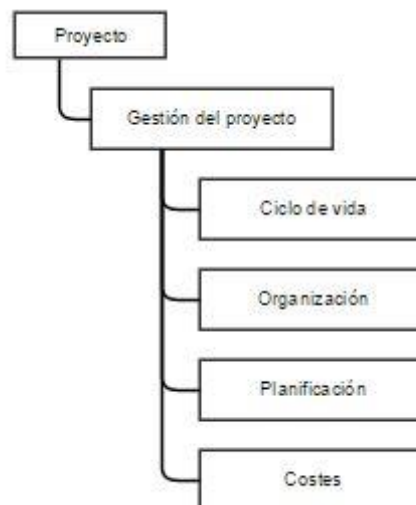 Proyecto
Gestión del proyecto
Ciclo de vida
Organización
Planificación
Costes